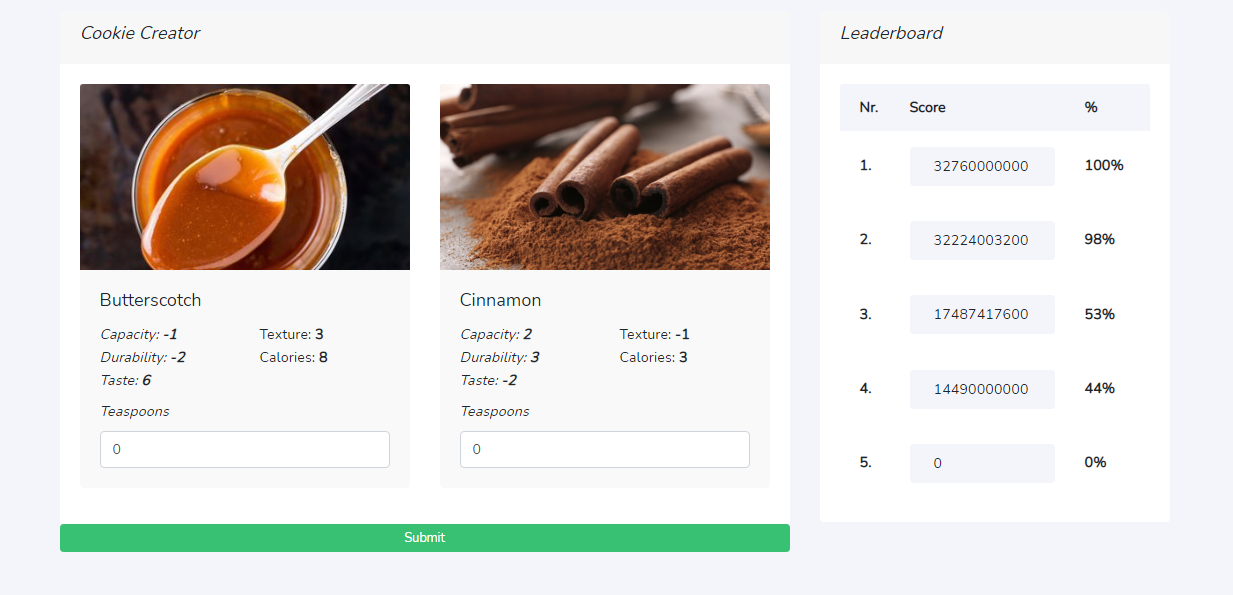 Cookie Creator
Butterscotch
Capacity: -1 Texture: 3
Durability: -2 Calories: 8
Taste: 6
Teaspoons
0
Cinnamon
Capacity: 2 Texture: -1
Durability: 3 Calories: 3
Taste: -2
Teaspoons
0
Submit
Leaderboard
Nr. Score %
1. 32760000000 100%
2. 32224003200 98%
3. 17487417600 53%
4. 14490000000 44%
5. 0 0%